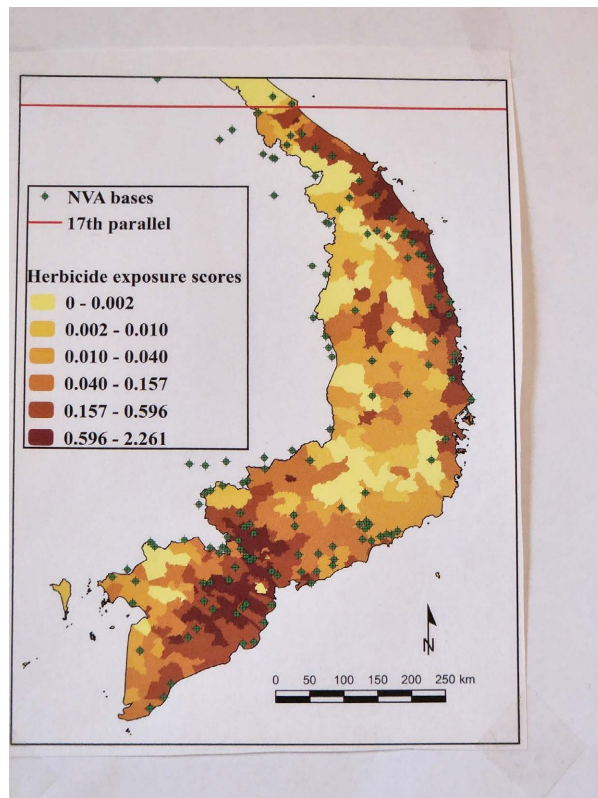 NVA bases
17th parallel
Herbicide exposure scores
0 - 0.002
0.002 - 0.010
0.010 - 0.040
0.040 - 0.157
0.157 - 0.596
0.596 - 2.261
N
0 50 100 150 200 250 km